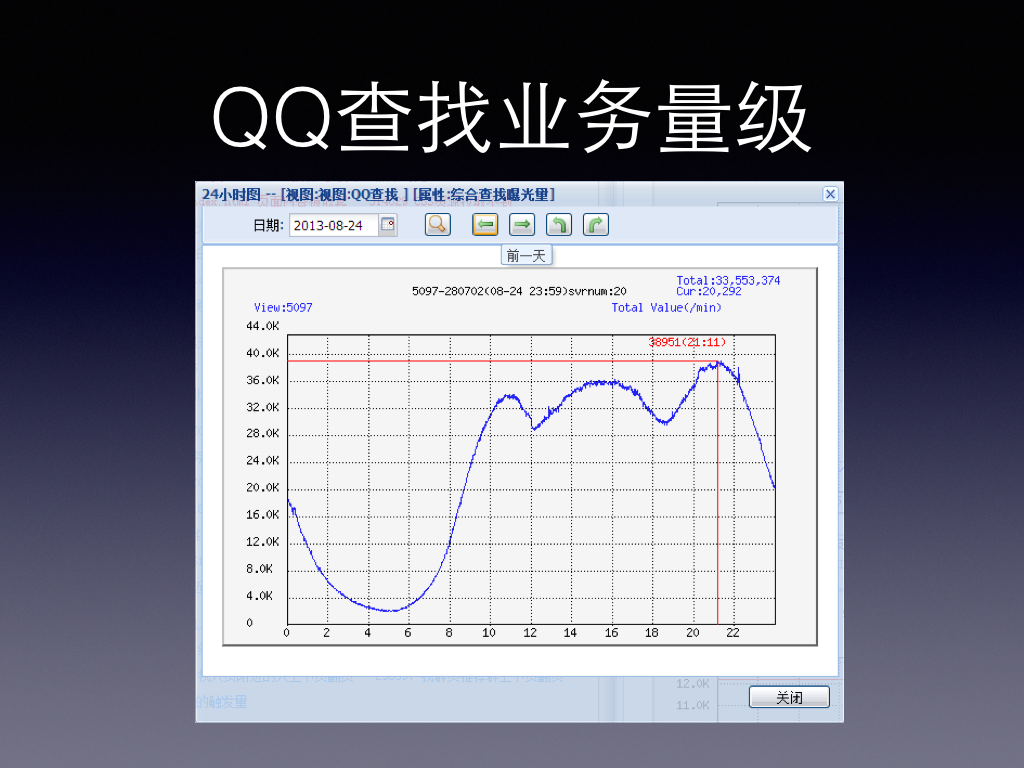 QQ查找业务量级
24小时图 -- [视图:视图:QQ查找 ] [属性:综合查找曝光量]
日期: 2013-08-24
前一天
Total:33,553,374
5097-280702(08-24 23:59)svrnum:20 Cur:20,292
View:5097 Total Value(/min)
44.0K
38951(21:11)
40.0K
36.0K
32.0K
28.0K
24.0K
20.0K
16.0K
12.0K
8.0K
4.0K
0
0 2 4 6 8 10 12 14 16 18 20 22
12.0K
的触发量
11.0K
关闭